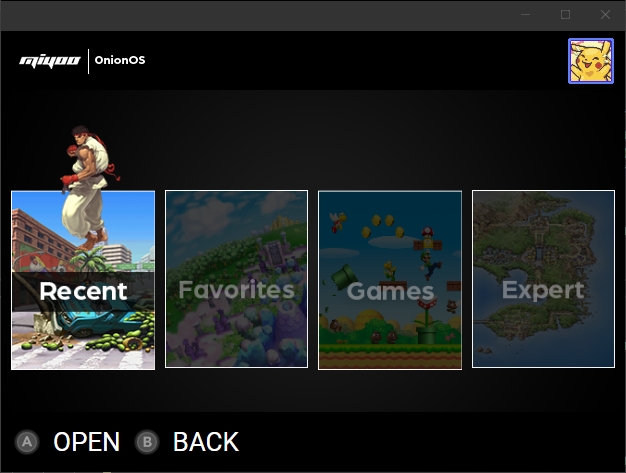 miyoo | OnionOS
Recent
Favorites
Games
Expert
A OPEN B BACK